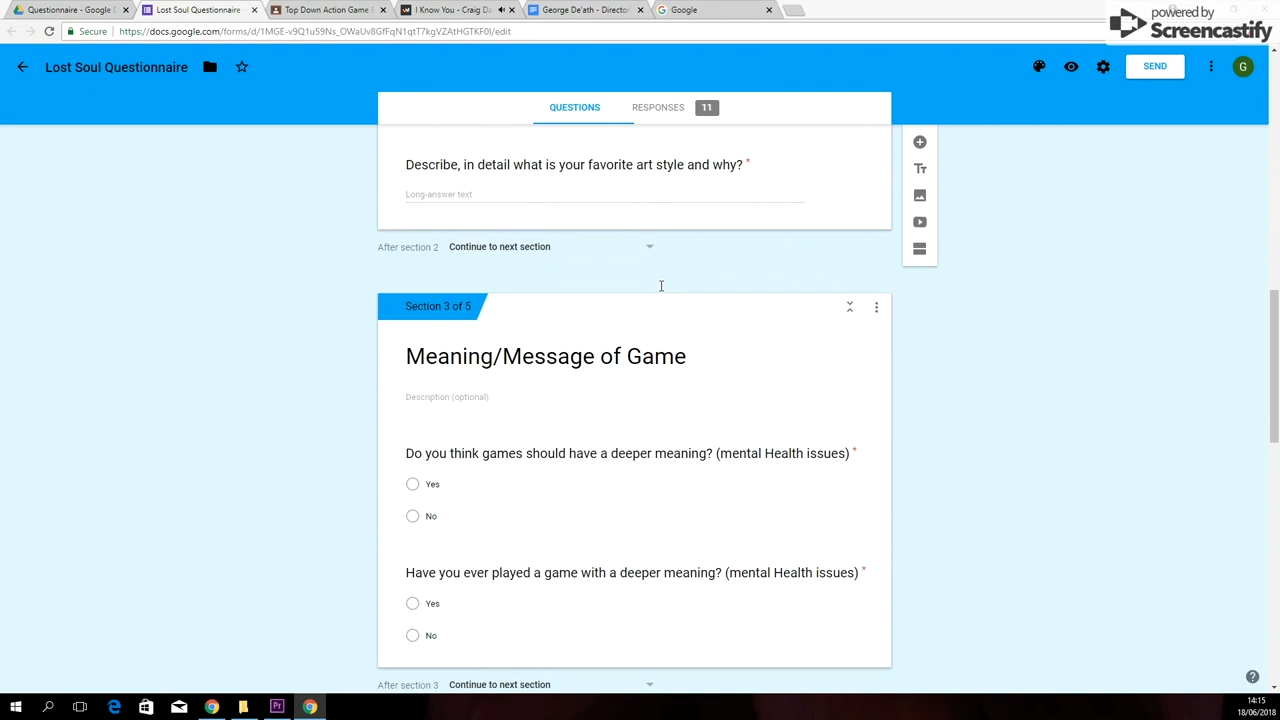 Questionnaire - Google D
Lost Soul Questionnaire -
Top Down Action Game E
I Know You - Craig Da
George De'ath - Director
Google
powered by
Screencastify
Secure
https://docs.google.com/forms/d/1MGE-v9Q1u59Ns_OWaUv8GfFqN1qtT7kgVZAtHGTKF0I/edit
Lost Soul Questionnaire
SEND
G
QUESTIONS
RESPONSES 11
Describe, in detail what is your favorite art style and why? *
Long-answer text
After section 2 Continue to next section
Section 3 of 5
Meaning/Message of Game
Description (optional)
Do you think games should have a deeper meaning? (mental Health issues) *
Yes
No
Have you ever played a game with a deeper meaning? (mental Health issues) *
Yes
No
After section 3 Continue to next section
Pr
14:15
18/06/2018